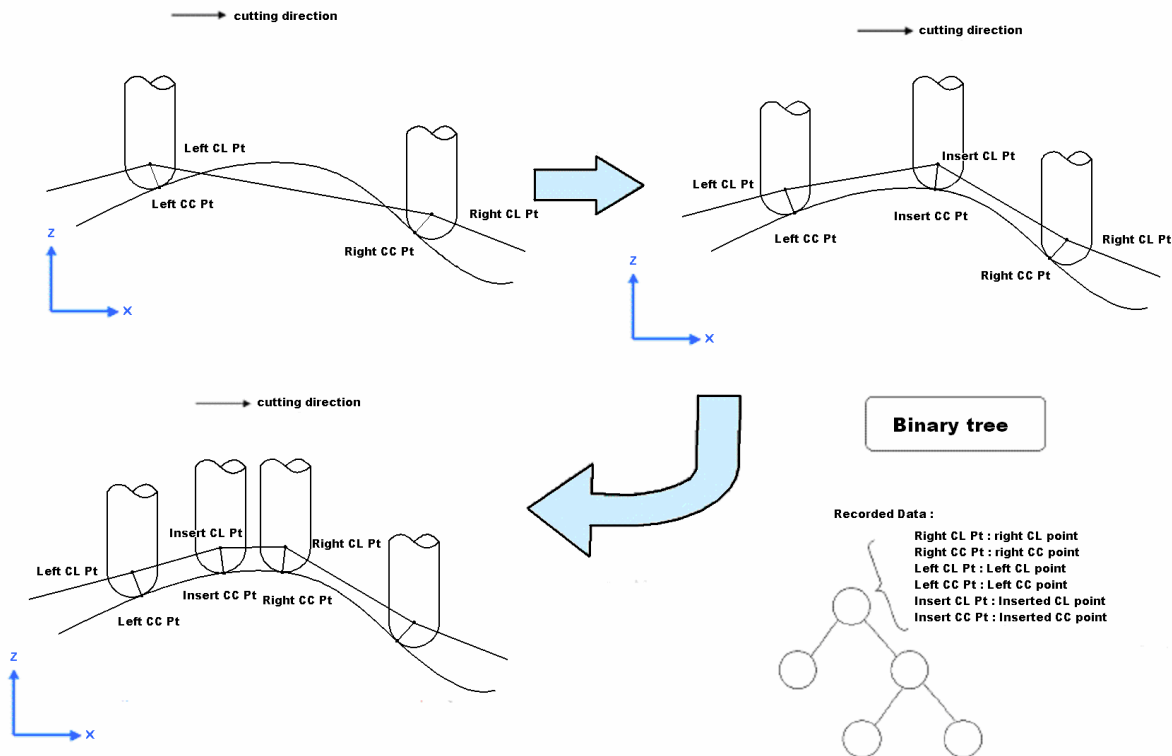 cutting direction
Left CL Pt
Left CC Pt
Right CL Pt
Right CC Pt
Z
X
cutting direction
Insert CL Pt
Left CL Pt
Insert CC Pt
Left CC Pt
Right CL Pt
Right CC Pt
Z
X
cutting direction
Insert CL Pt
Right CL Pt
Left CL Pt
Insert CC Pt
Right CC Pt
Left CC Pt
Z
X
Binary tree
Recorded Data :
Right CL Pt : right CL point
Right CC Pt : right CC point
Left CL Pt : Left CL point
Left CC Pt : Left CC point
Insert CL Pt : Inserted CL point
Insert CC Pt : Inserted CC point